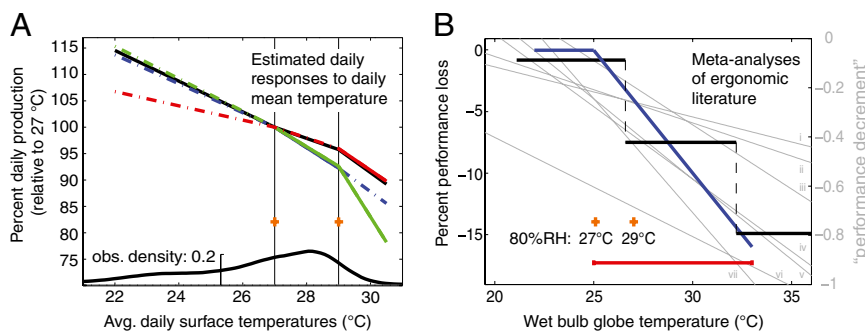 A
Percent daily production
(relative to 27 °C)
115
110
105
100
95
90
85
80
75
70
Estimated daily
responses to daily
mean temperature
obs. density: 0.2
22
24
26
28
30
Avg. daily surface temperatures (°C)
B
Percent performance loss
0
−5
−10
−15
Meta-analyses
of ergonomic
literature
80%RH: 27°C 29°C
i
ii
iii
iv
v
vi
vii
20
25
30
35
Wet bulb globe temperature (°C)
0
−0.2
−0.4
−0.6
−0.8
−1
“performance decrement”